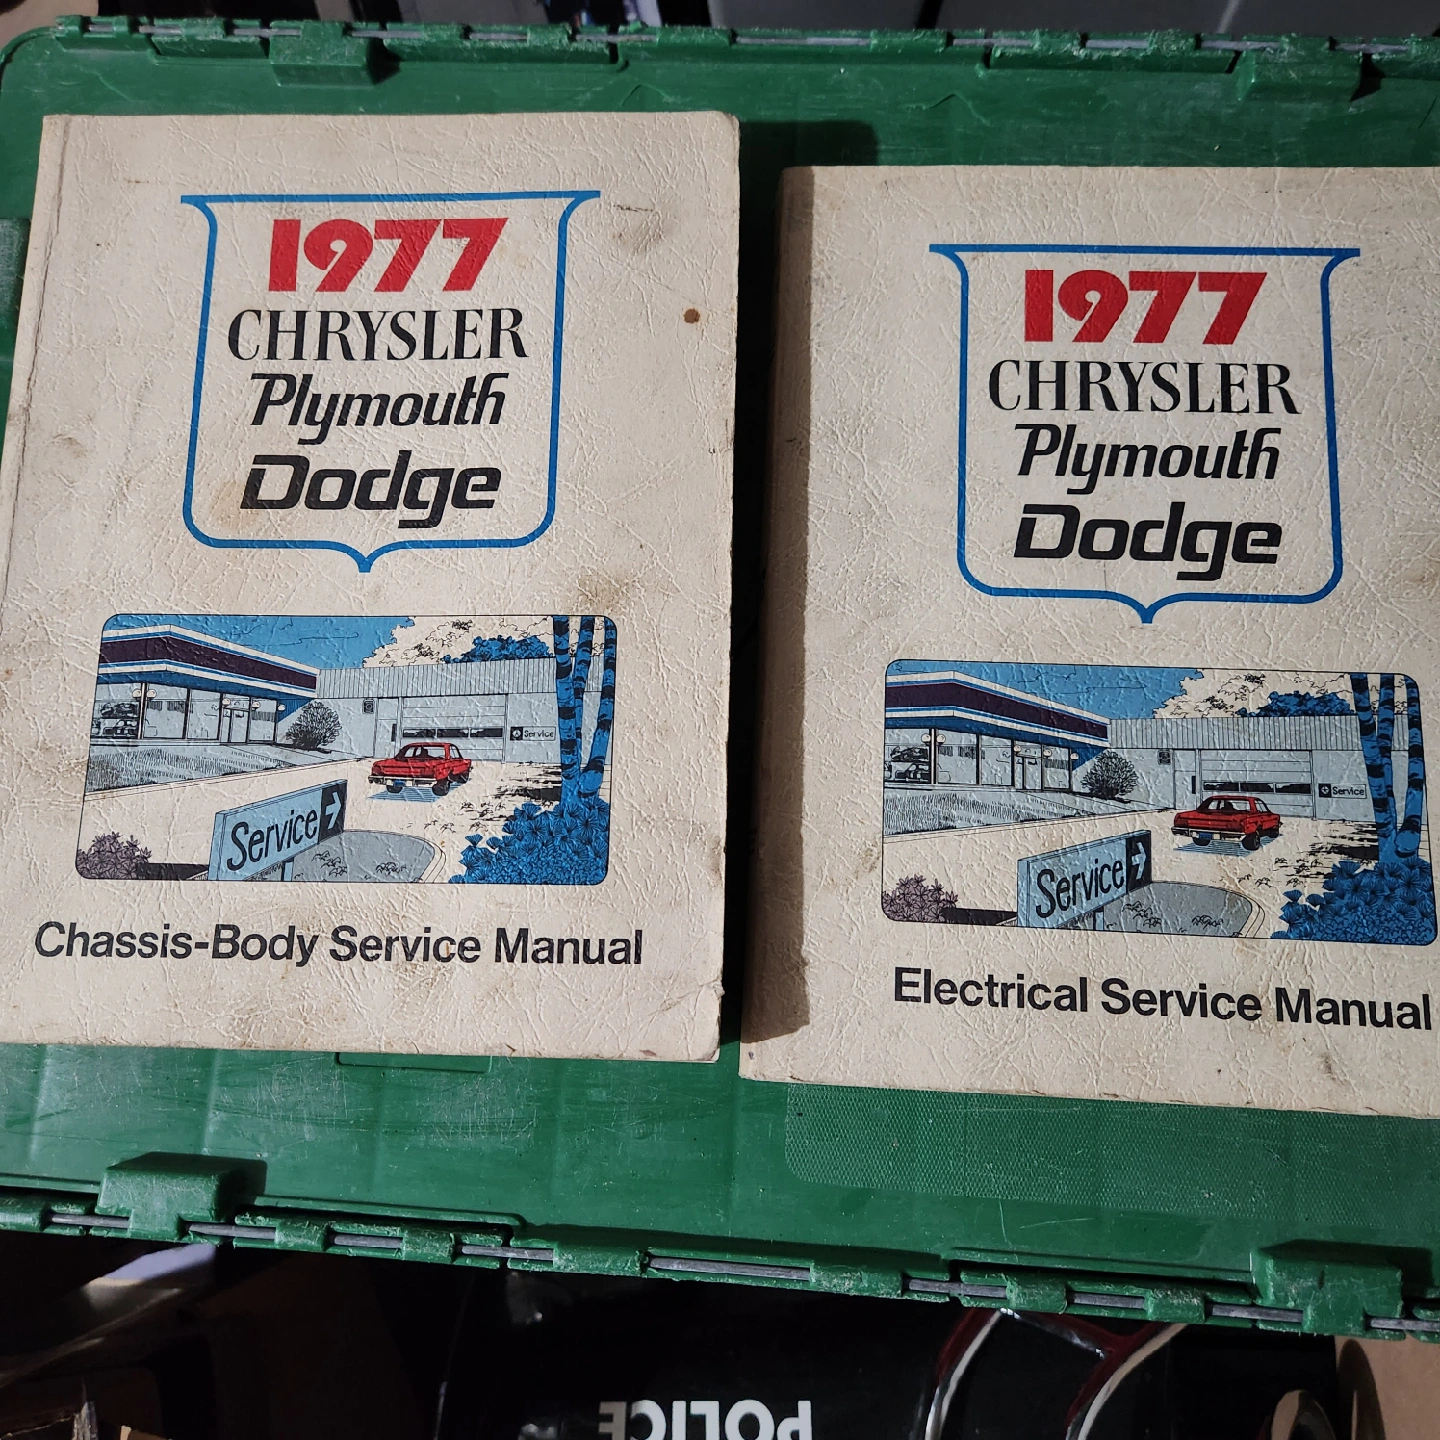 1977
CHRYSLER
Plymouth
Dodge
Service
Service
Chassis-Body Service Manual
1977
CHRYSLER
Plymouth
Dodge
Service
Service
Electrical Service Manual
POLICE